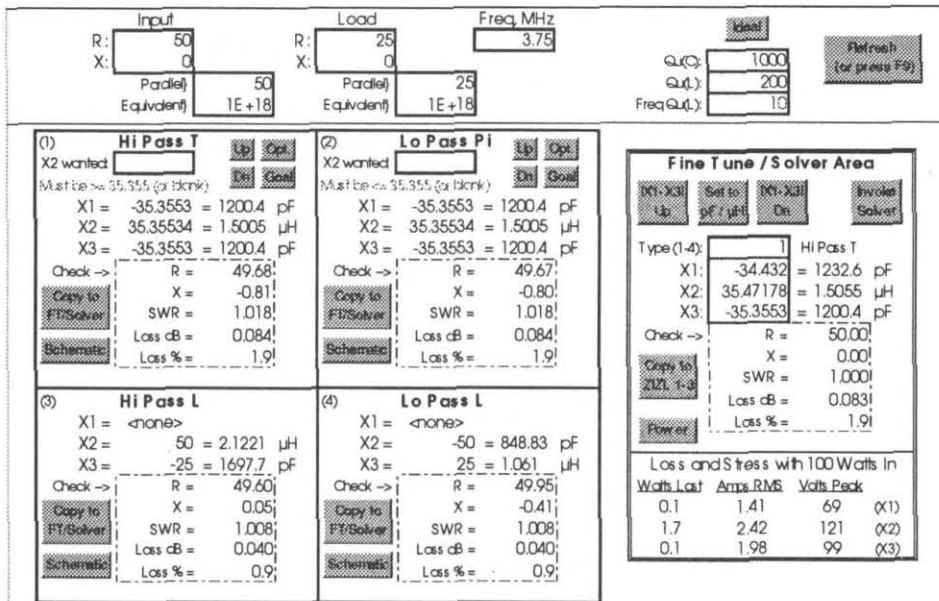 Input Load Freq, MHz
R: 50 R: 25 3.75
X: 0 X: 0
Parallel} 50 Parallel} 25
Equivalent} 1E+18 Equivalent} 1E+18
Ideal
Qu(C): 1000
Qu(L): 200
Freq Qu(L): 10
Refresh
(or press F9)
(1) Hi Pass T Up Opt.
X2 wanted: Dn Goal
Must be >= 35.355 (or blank)
X1 = -35.3553 = 1200.4 pF
X2 = 35.35534 = 1.5005 µH
X3 = -35.3553 = 1200.4 pF
Check --> R = 49.68
X = -0.81
Copy to
FT/Solver
SWR = 1.018
Loss dB = 0.084
Schematic
Loss % = 1.9
(2) Lo Pass Pi Up Opt.
X2 wanted: Dn Goal
Must be <= 35.355 (or blank)
X1 = -35.3553 = 1200.4 pF
X2 = 35.35534 = 1.5005 µH
X3 = -35.3553 = 1200.4 pF
Check --> R = 49.67
X = -0.80
Copy to
FT/Solver
SWR = 1.018
Loss dB = 0.084
Schematic
Loss % = 1.9
(3) Hi Pass L
X1 = <none>
X2 = 50 = 2.1221 µH
X3 = -25 = 1697.7 pF
Check --> R = 49.60
X = 0.05
Copy to
FT/Solver
SWR = 1.008
Loss dB = 0.040
Schematic
Loss % = 0.9
(4) Lo Pass L
X1 = <none>
X2 = -50 = 848.83 pF
X3 = 25 = 1.061 µH
Check --> R = 49.95
X = -0.41
Copy to
FT/Solver
SWR = 1.008
Loss dB = 0.040
Schematic
Loss % = 0.9
Fine Tune / Solver Area
(X1-X3)
Up
Set to
pF / µH
(X1-X3)
Dn
Invoke
Solver
Type (1-4): 1 Hi Pass T
X1: -34.432 = 1232.6 pF
X2: 35.47178 = 1.5055 µH
X3: -35.3553 = 1200.4 pF
Check --> R = 50.00
X = 0.00
Copy to
ZIZL 1-3
SWR = 1.000
Loss dB = 0.083
Power
Loss % = 1.9
Loss and Stress with 100 Watts In
Watts Lost Amps RMS Volts Peak
0.1 1.41 69 (X1)
1.7 2.42 121 (X2)
0.1 1.98 99 (X3)